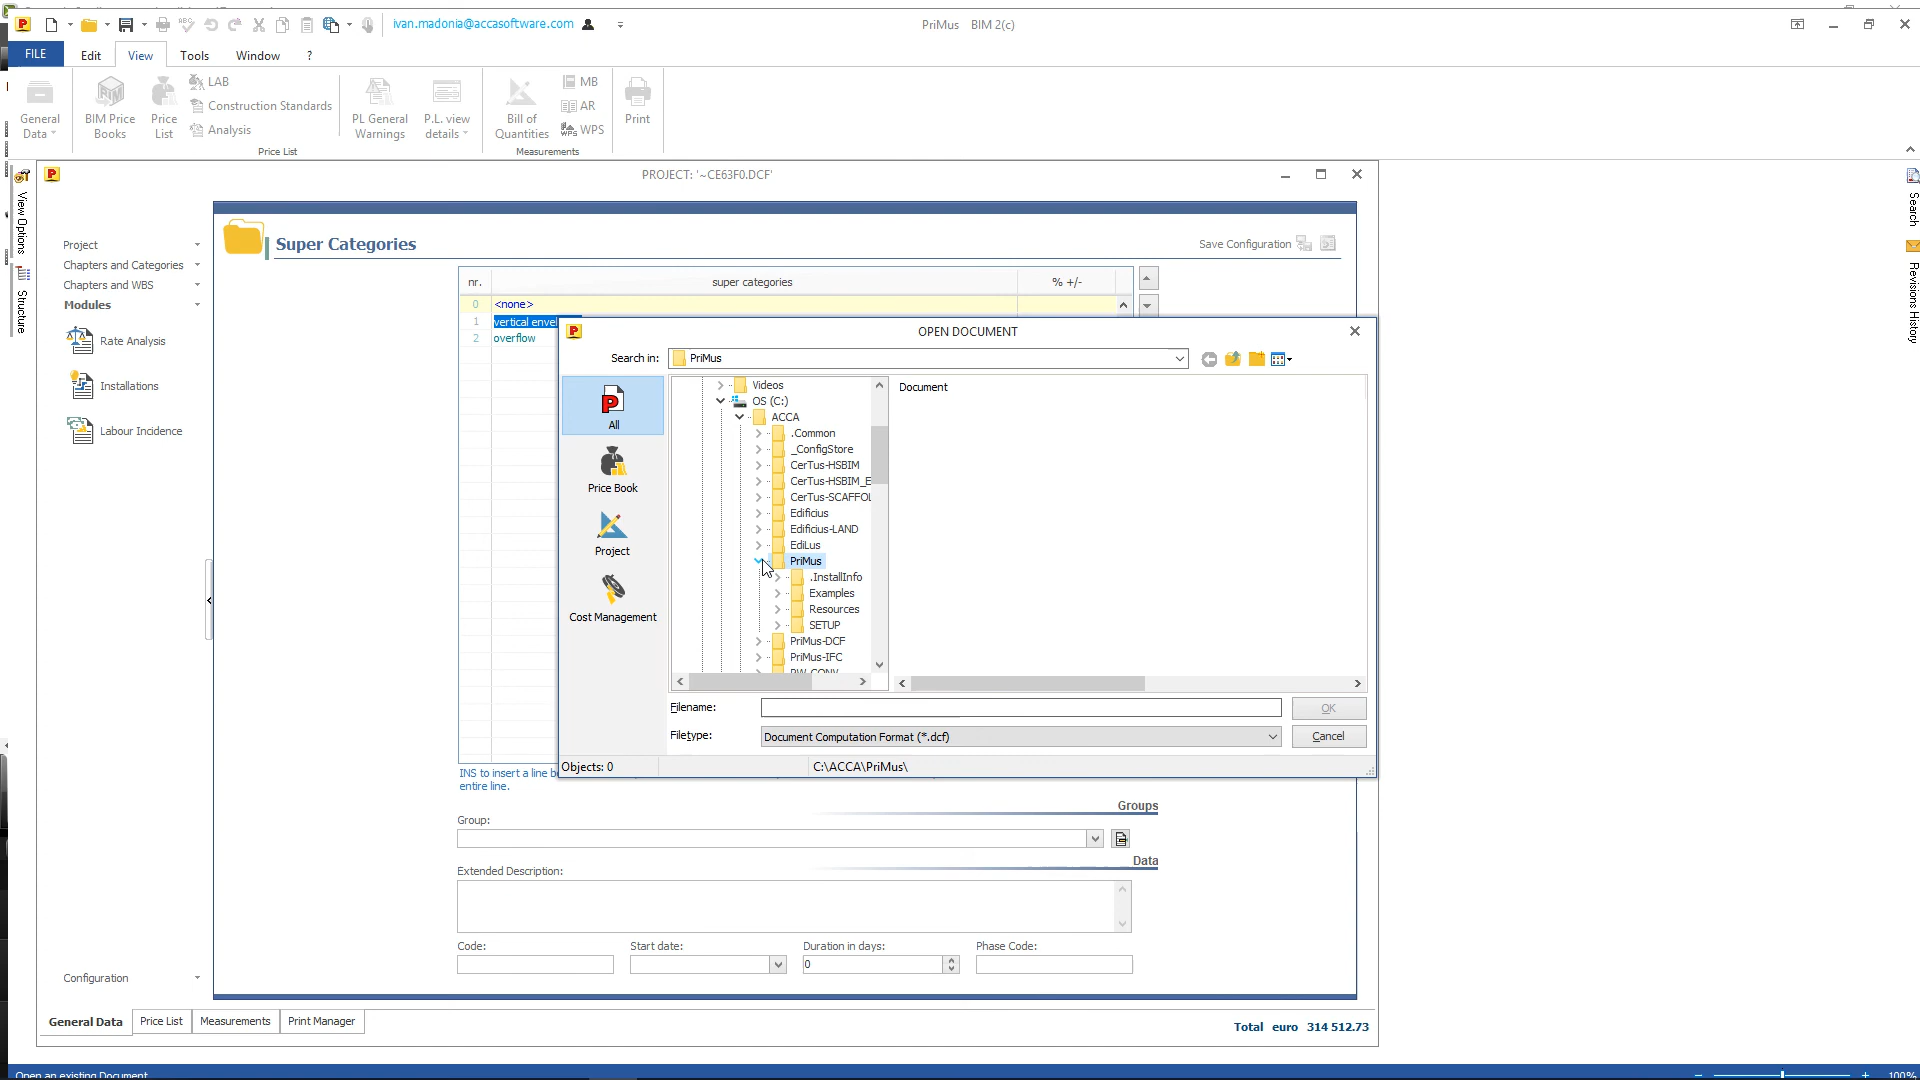 ivan.madonia@accasoftware.com
PriMus BIM 2(c)
FILE
Edit
View
Tools
Window
?
General Data
BIM Price Books
Price List
LAB
Construction Standards
Analysis
PL General Warnings
P.L. view details
Bill of Quantities
MB
AR
WPS
Print
Price List
Measurements
View Options
Structure
Search
Revisions History
PROJECT: '~CE63F0.DCF'
Project
Chapters and Categories
Chapters and WBS
Modules
Rate Analysis
Installations
Labour Incidence
Configuration
Super Categories
Save Configuration
nr.
super categories
% +/-
0 <none>
1 vertical envel
2 overflow
OPEN DOCUMENT
Search in:
PriMus
All
Price Book
Project
Cost Management
Videos
OS (C:)
ACCA
.Common
_ConfigStore
CerTus-HSBIM
CerTus-HSBIM_E
CerTus-SCAFFOL
Edificius
Edificius-LAND
EdiLus
PriMus
.InstallInfo
Examples
Resources
SETUP
PriMus-DCF
PriMus-IFC
Document
Filename:
OK
Filetype:
Document Computation Format (*.dcf)
Cancel
Objects: 0
C:\ACCA\PriMus\
INS to insert a line b
entire line.
Groups
Group:
Data
Extended Description:
Code:
Start date:
Duration in days:
Phase Code:
0
General Data
Price List
Measurements
Print Manager
Total euro 314 512.73
Open an existing Document
100%